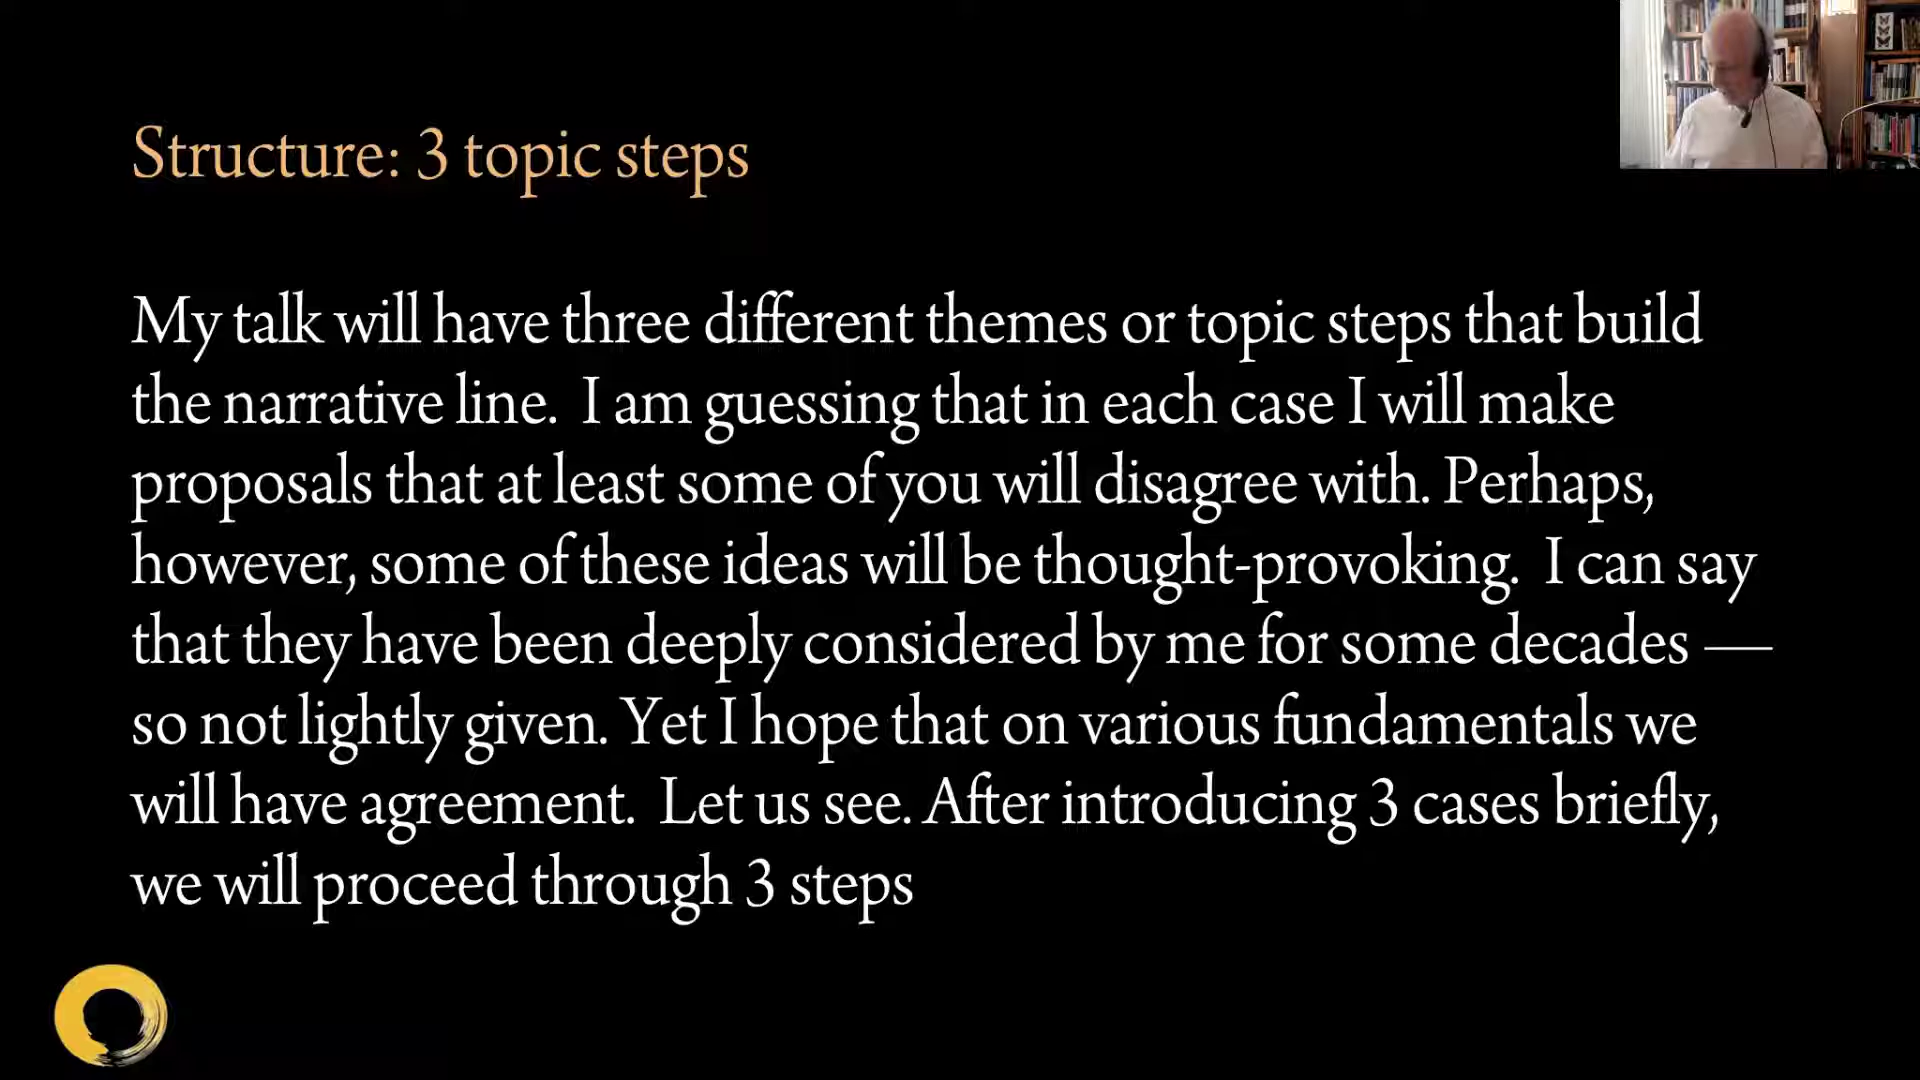 Structure: 3 topic steps
My talk will have three different themes or topic steps that build
the narrative line.  I am guessing that in each case I will make
proposals that at least some of you will disagree with. Perhaps,
however, some of these ideas will be thought-provoking.  I can say
that they have been deeply considered by me for some decades —
so not lightly given. Yet I hope that on various fundamentals we
will have agreement.  Let us see. After introducing 3 cases briefly,
we will proceed through 3 steps